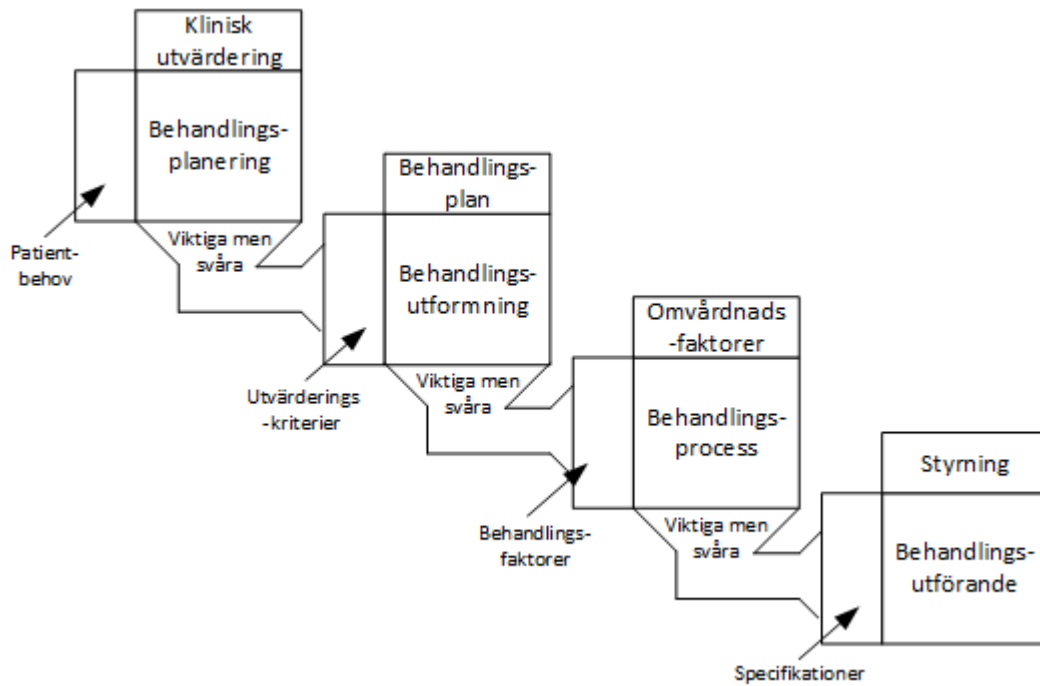 Klinisk
utvärdering
Behandlings-
planering
Patient-
behov
Viktiga men
svåra
Behandlings-
plan
Behandlings-
utformning
Utvärderings
-kriterier
Viktiga men
svåra
Omvårdnads
-faktorer
Behandlings-
process
Behandlings-
faktorer
Viktiga men
svåra
Styrning
Behandlings-
utförande
Specifikationer